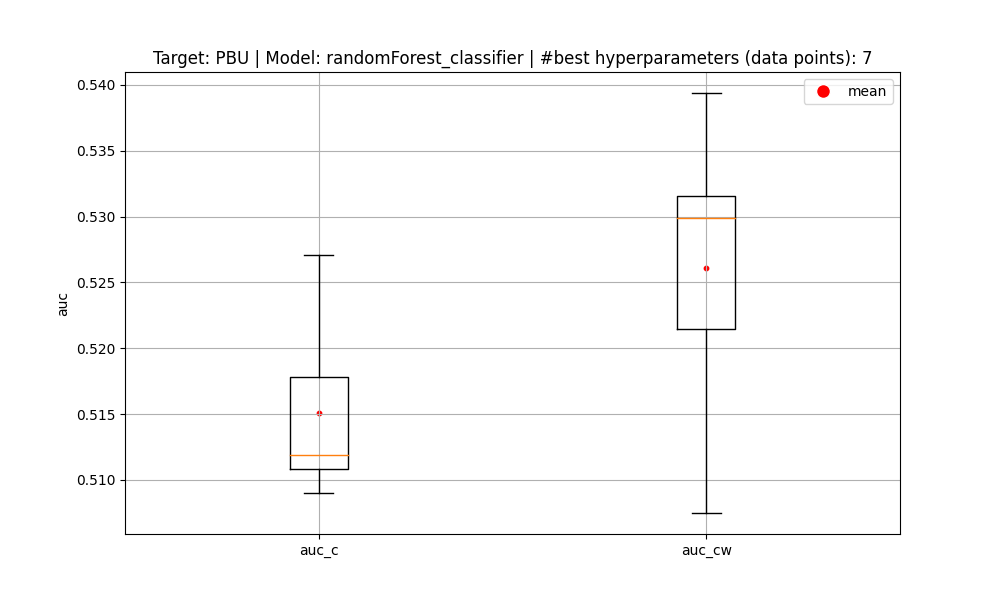 Target: PBU | Model: randomForest_classifier | #best hyperparameters (data points): 7
mean
0.540
0.535
0.530
0.525
0.520
0.515
0.510
auc
auc_c
auc_cw